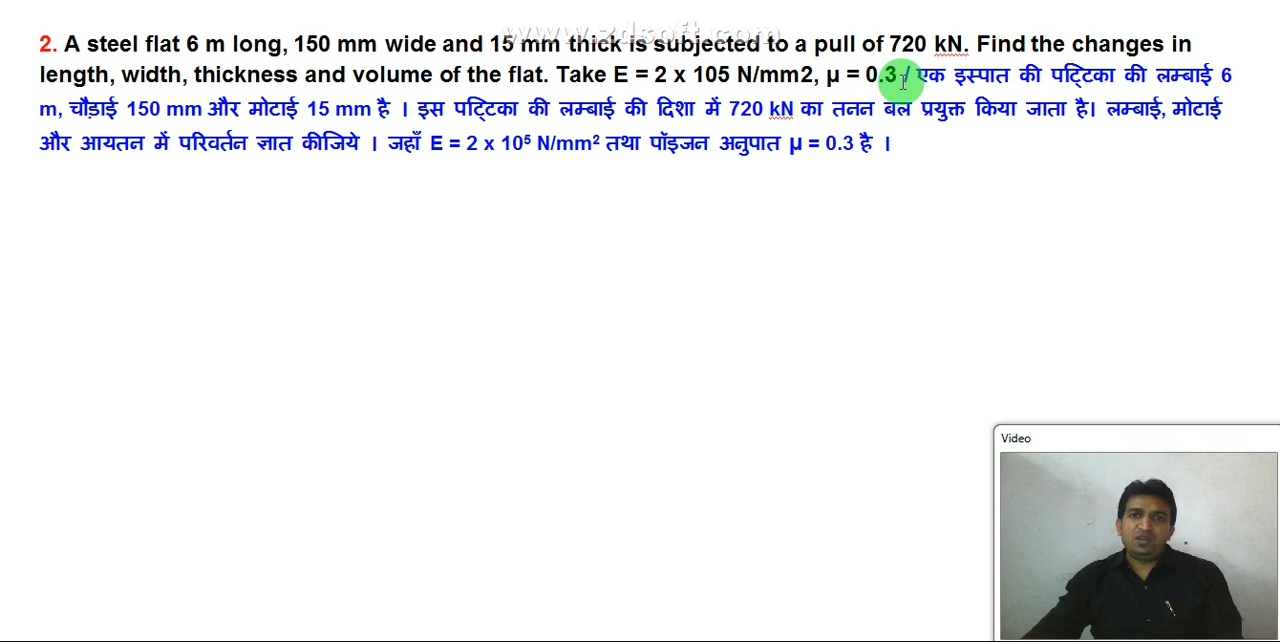 www.zdsoft.com
2. A steel flat 6 m long, 150 mm wide and 15 mm thick is subjected to a pull of 720 kN. Find the changes in
length, width, thickness and volume of the flat. Take E = 2 x 105 N/mm2, µ = 0.3 / एक इस्पात की पट्टिका की लम्बाई 6
m, चौड़ाई 150 mm और मोटाई 15 mm है । इस पट्टिका की लम्बाई की दिशा में 720 kN का तनन बल प्रयुक्त किया जाता है। लम्बाई, मोटाई
और आयतन में परिवर्तन ज्ञात कीजिये । जहाँ E = 2 x 10⁵ N/mm² तथा पॉइजन अनुपात µ = 0.3 है ।
Video